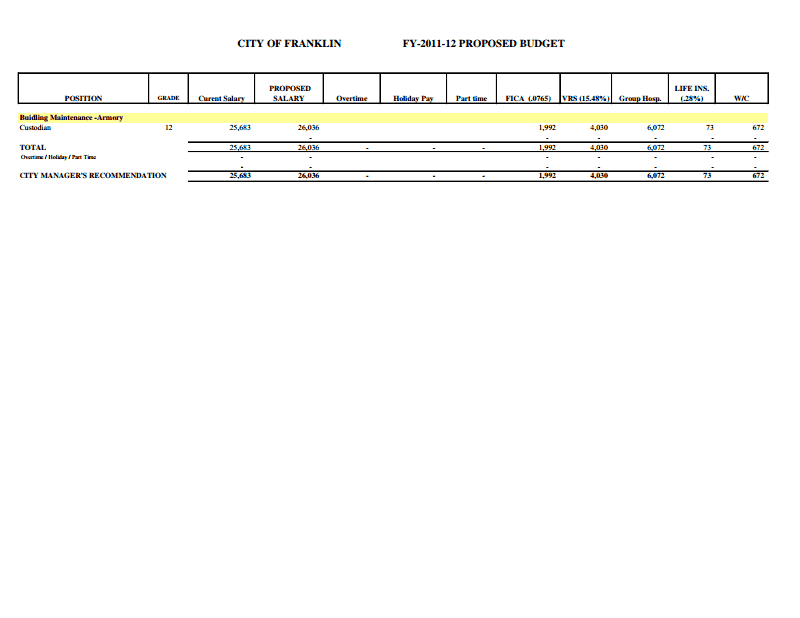 CITY OF FRANKLIN FY-2011-12 PROPOSED BUDGET
POSITION GRADE Curent Salary PROPOSED SALARY Overtime Holiday Pay Part time FICA (.0765) VRS (15.48%) Group Hosp. LIFE INS. (.28%) W/C
Buidling Maintenance -Armory
Custodian 12 25,683 26,036 1,992 4,030 6,072 73 672
- - - - - -
TOTAL 25,683 26,036 - - - 1,992 4,030 6,072 73 672
Overtime / Holiday / Part Time - - - - - - -
- - - - - - -
CITY MANAGER'S RECOMMENDATION 25,683 26,036 - - - 1,992 4,030 6,072 73 672